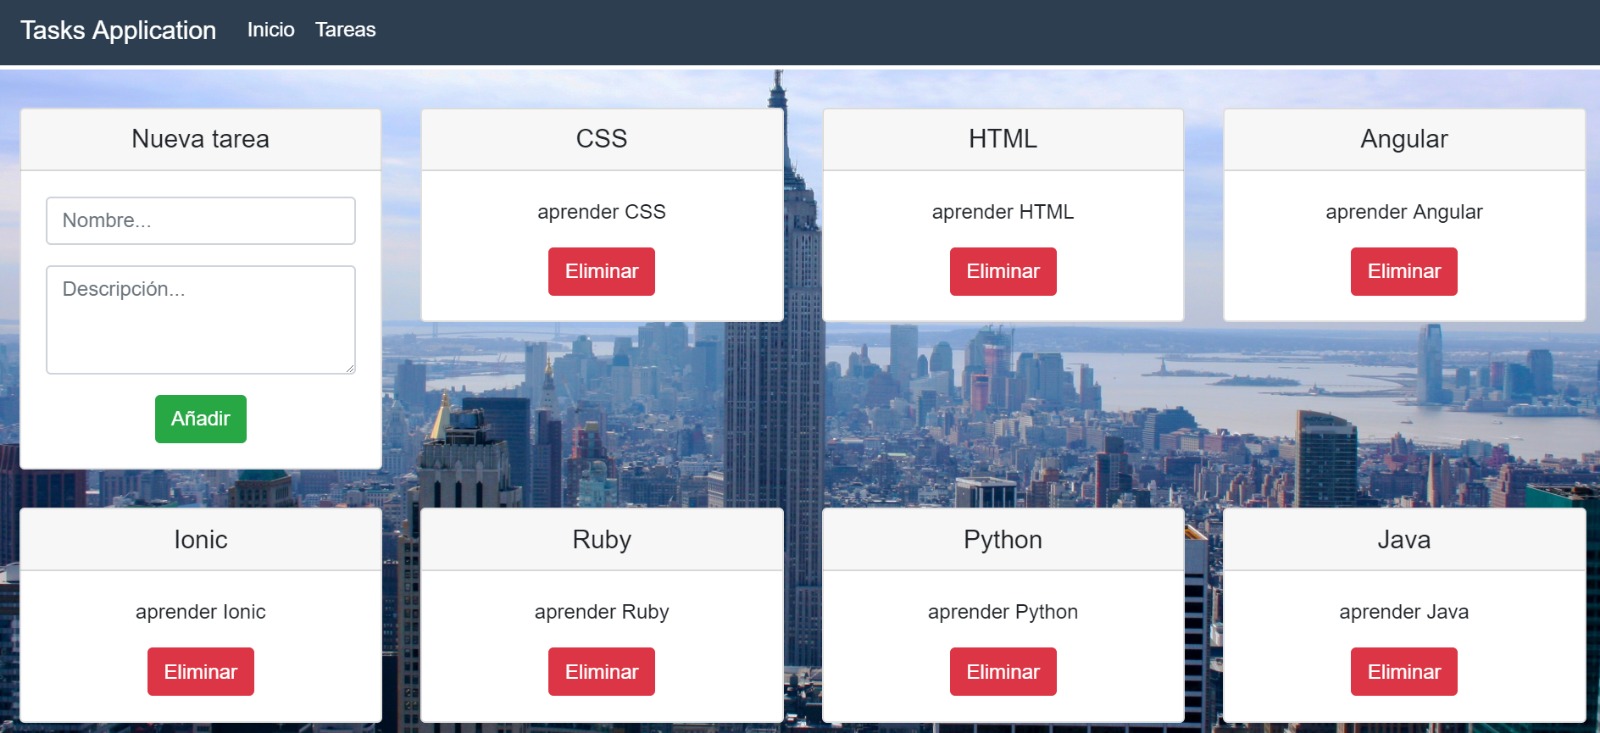 Tasks Application Inicio Tareas
Nueva tarea
Nombre...
Descripción...
Añadir
CSS
aprender CSS
Eliminar
HTML
aprender HTML
Eliminar
Angular
aprender Angular
Eliminar
Ionic
aprender Ionic
Eliminar
Ruby
aprender Ruby
Eliminar
Python
aprender Python
Eliminar
Java
aprender Java
Eliminar